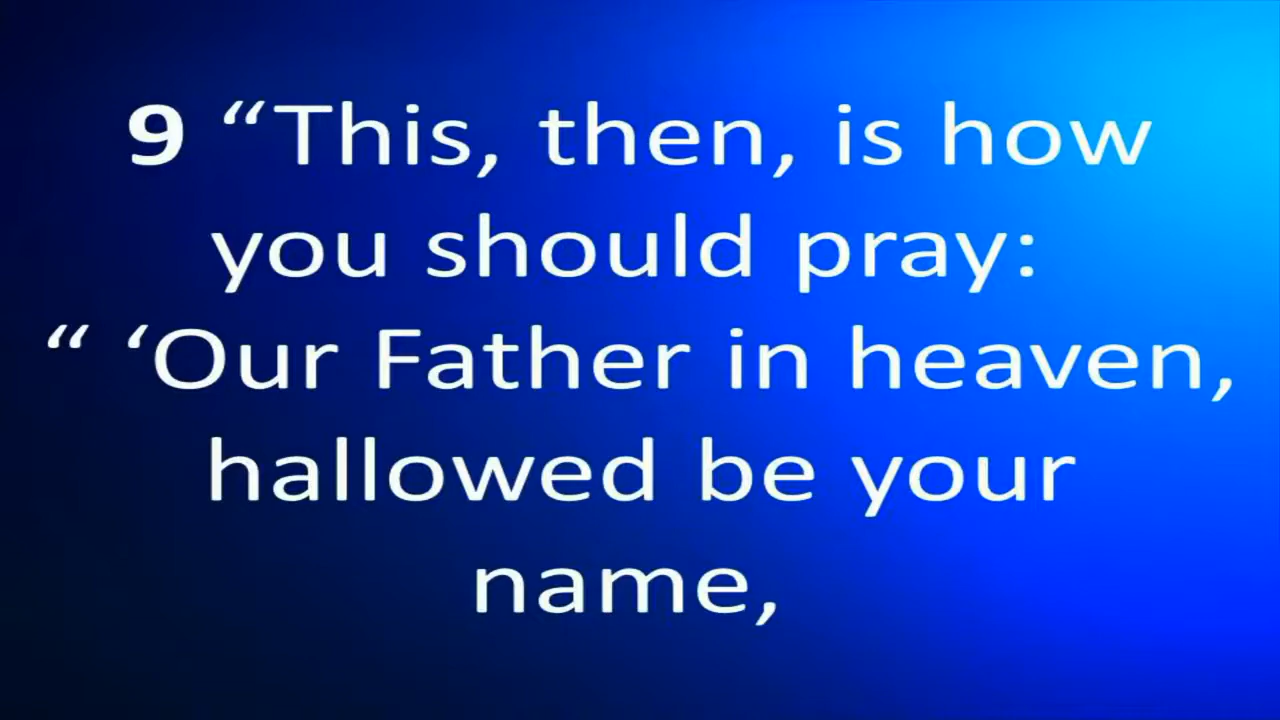 9 “This, then, is how
you should pray:
“ ‘Our Father in heaven,
hallowed be your
name,